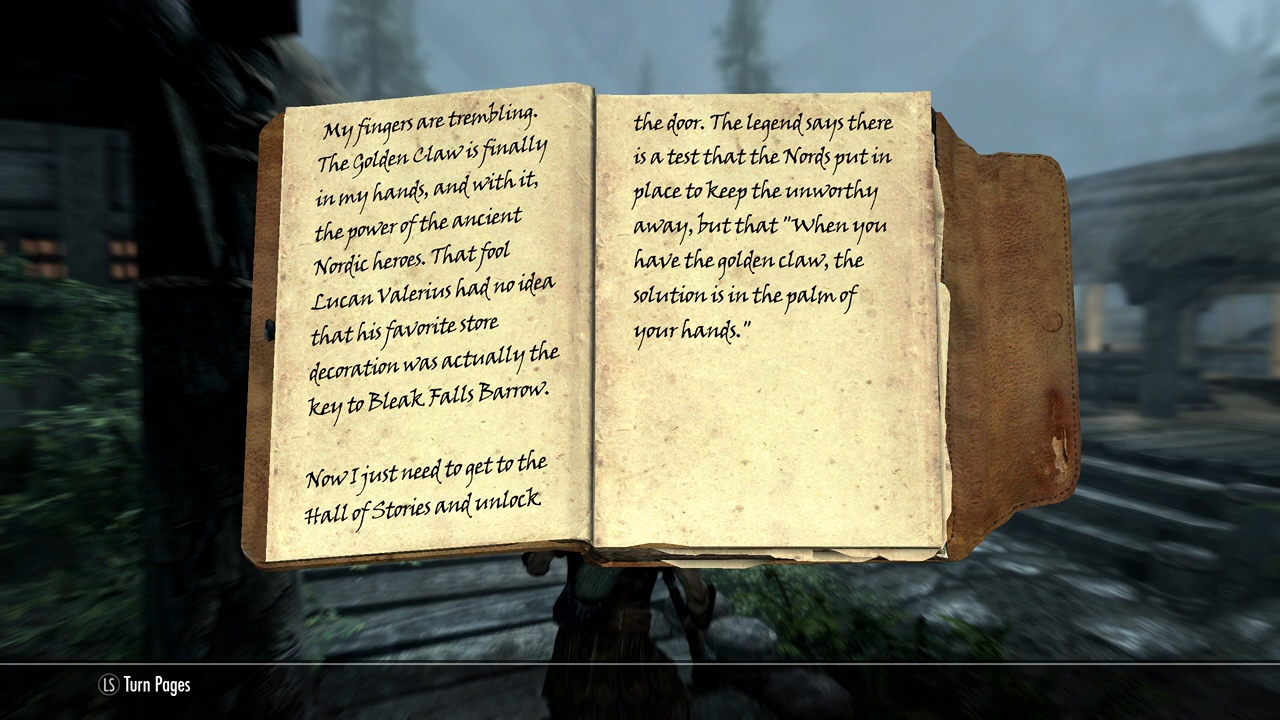 My fingers are trembling.
The Golden Claw is finally
in my hands, and with it,
the power of the ancient
Nordic heroes. That fool
Lucan Valerius had no idea
that his favorite store
decoration was actually the
key to Bleak Falls Barrow.
Now I just need to get to the
Hall of Stories and unlock
the door. The legend says there
is a test that the Nords put in
place to keep the unworthy
away, but that "When you
have the golden claw, the
solution is in the palm of
your hands."
LS Turn Pages